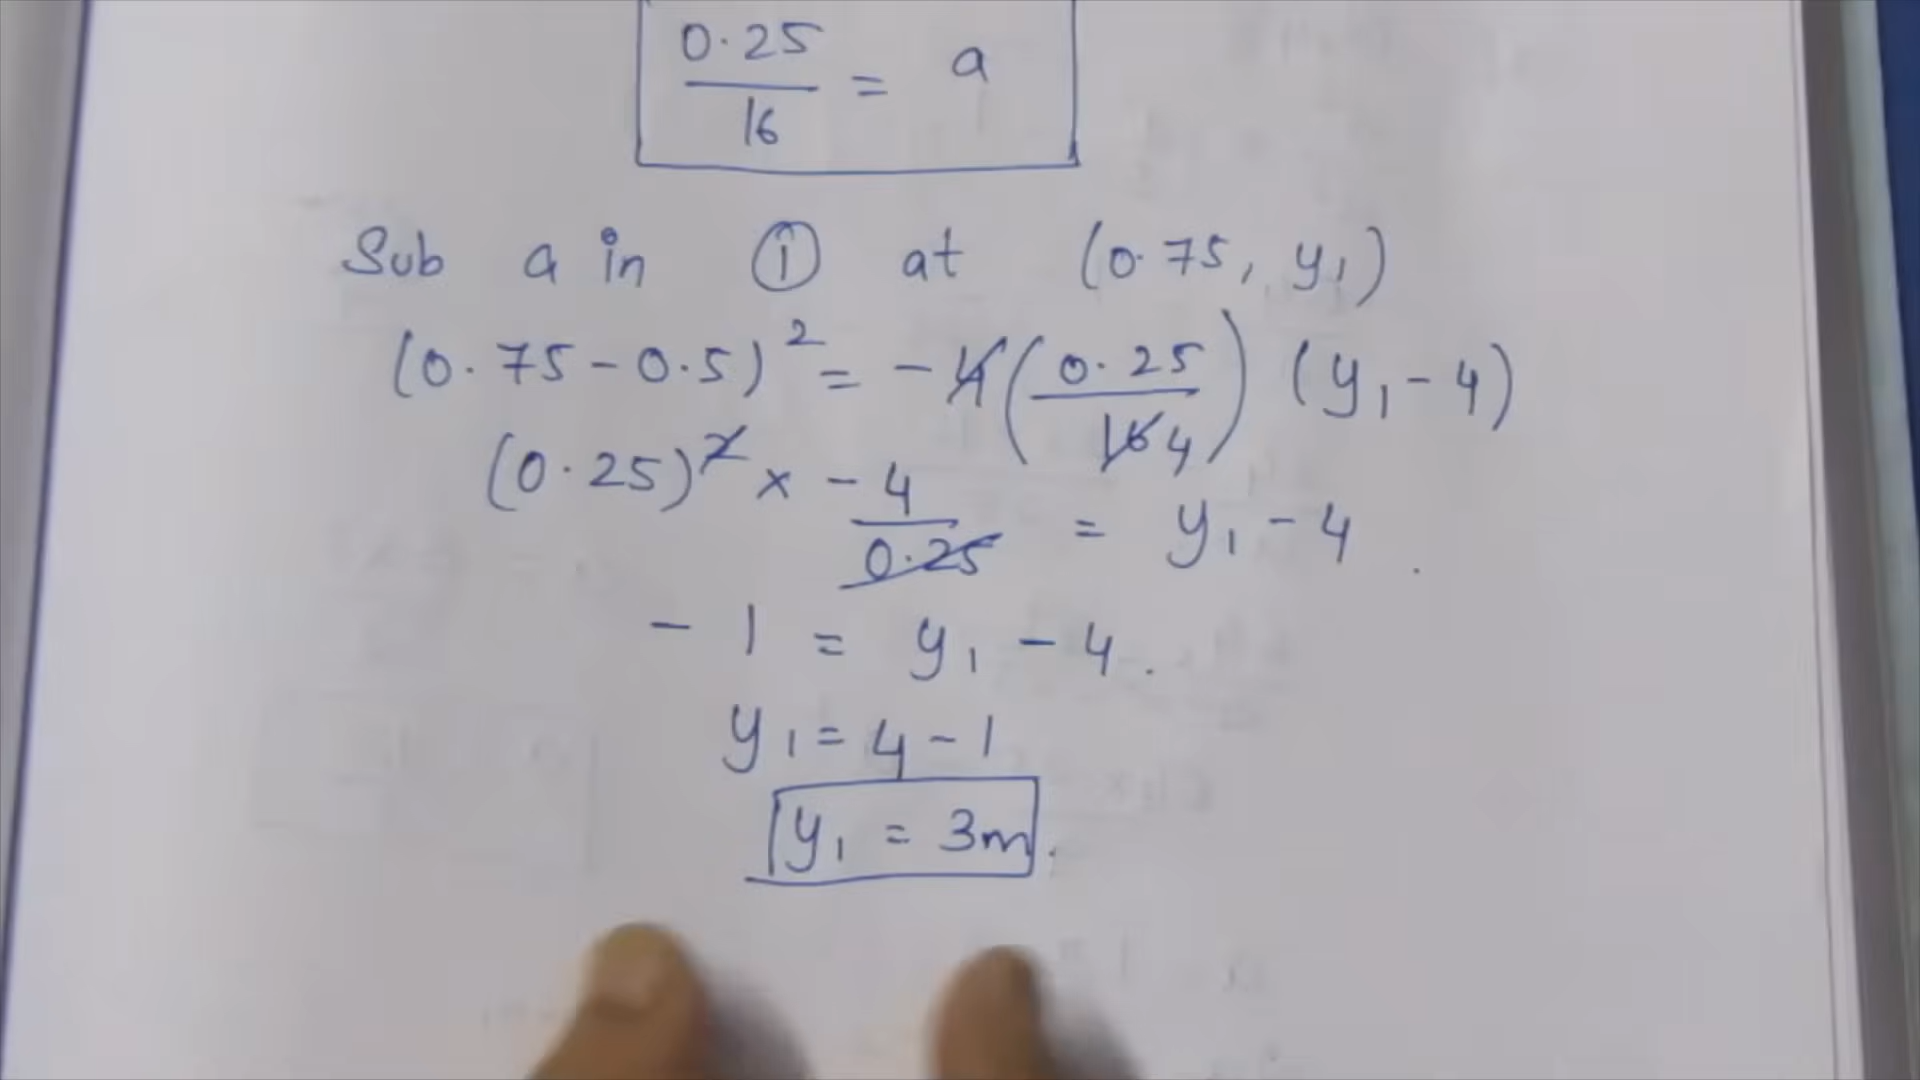 0.25/16 = a
Sub a in ① at (0.75, y₁)
(0.75 - 0.5)² = -4(0.25/16 4) (y₁ - 4)
(0.25)² × -4/0.25 = y₁ - 4
-1 = y₁ - 4.
y₁ = 4 - 1
y₁ = 3m.